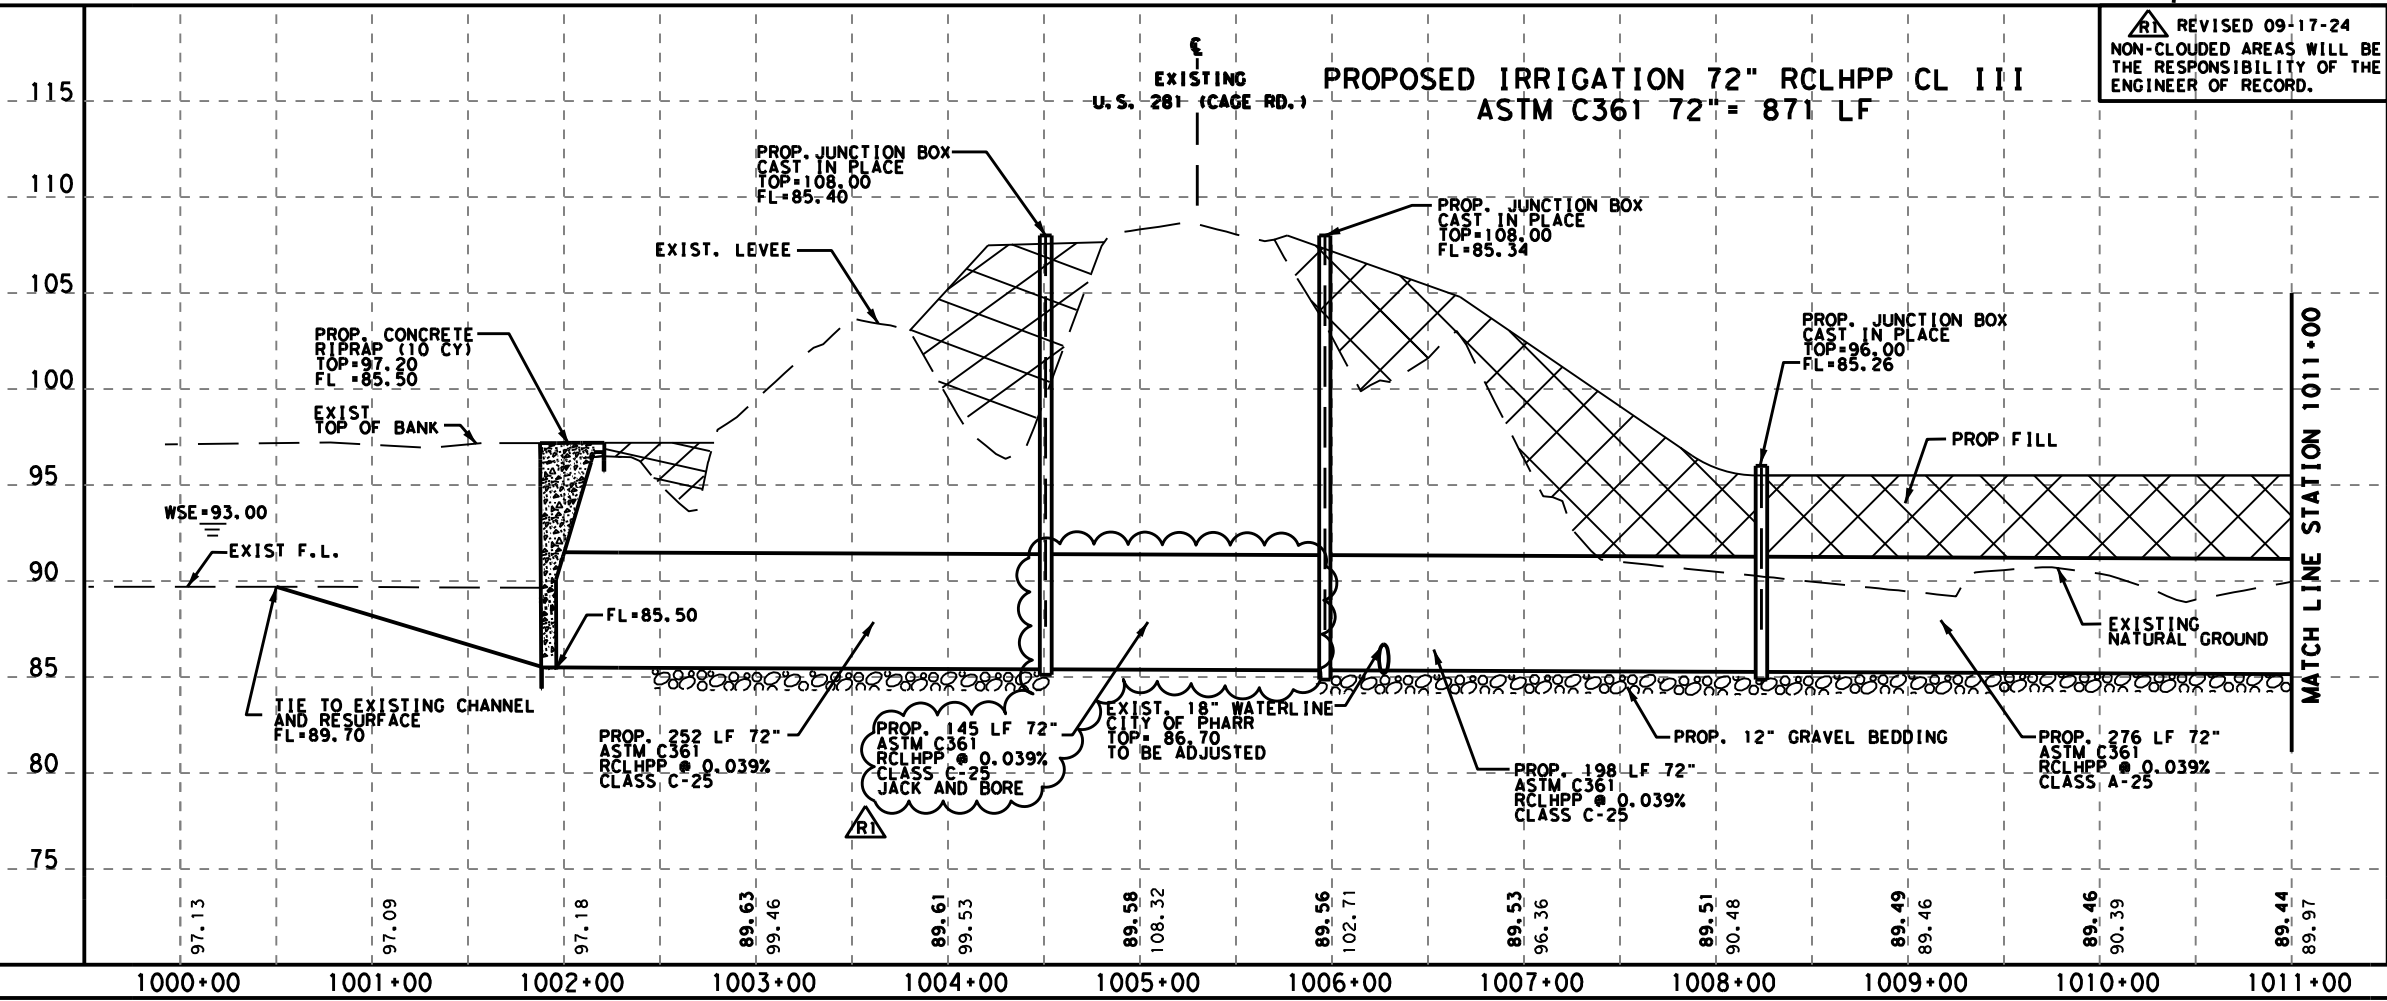 R1 REVISED 09-17-24
NON-CLOUDED AREAS WILL BE
THE RESPONSIBILITY OF THE
ENGINEER OF RECORD.
PROPOSED IRRIGATION 72" RCLHPP CL III
ASTM C361 72"= 871 LF
EXISTING
U.S. 281 (CAGE RD.)
115
110
105
100
95
90
85
80
75
PROP. JUNCTION BOX
CAST IN PLACE
TOP=108.00
FL=85.40
EXIST. LEVEE
PROP. JUNCTION BOX
CAST IN PLACE
TOP=108.00
FL=85.34
PROP. CONCRETE
RIPRAP (10 CY)
TOP=97.20
FL =85.50
EXIST
TOP OF BANK
PROP. JUNCTION BOX
CAST IN PLACE
TOP=96.00
FL=85.26
PROP FILL
MATCH LINE STATION 1011+00
WSE=93.00
EXIST F.L.
FL=85.50
EXISTING
NATURAL GROUND
TIE TO EXISTING CHANNEL
AND RESURFACE
FL=89.70
PROP. 252 LF 72"
ASTM C361
RCLHPP @ 0.039%
CLASS C-25
PROP. 145 LF 72"
ASTM C361
RCLHPP @ 0.039%
CLASS C-25
JACK AND BORE
R1
EXIST. 18" WATERLINE
CITY OF PHARR
TOP= 86.70
TO BE ADJUSTED
PROP. 198 LF 72"
ASTM C361
RCLHPP @ 0.039%
CLASS C-25
PROP. 12" GRAVEL BEDDING
PROP. 276 LF 72"
ASTM C361
RCLHPP @ 0.039%
CLASS A-25
97.13
97.09
97.18
89.63
99.46
89.61
99.53
89.58
108.32
89.56
102.71
89.53
96.36
89.51
90.48
89.49
89.46
89.46
90.39
89.44
89.97
1000+00
1001+00
1002+00
1003+00
1004+00
1005+00
1006+00
1007+00
1008+00
1009+00
1010+00
1011+00